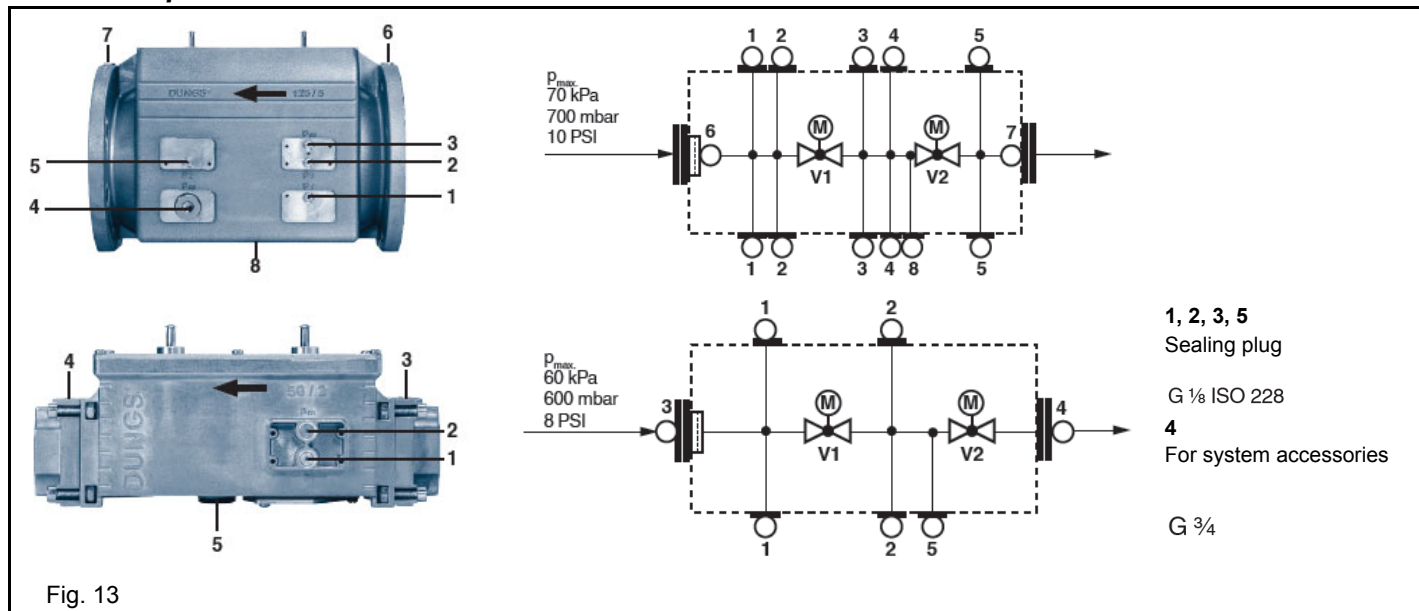 7
6
DUNGS
125/5
5
3
2
4
1
8
1 2 3 4 5
p max.
70 kPa
700 mbar
10 PSI
6
M
M
7
V1
V2
1 2 3 4 8 5
4
3
DUNGS
50/3
2
1
5
1 2
p max.
60 kPa
600 mbar
8 PSI
3
M
M
4
V1
V2
1 2 5
1, 2, 3, 5
Sealing plug
G ⅛ ISO 228
4
For system accessories
G ¾
Fig. 13